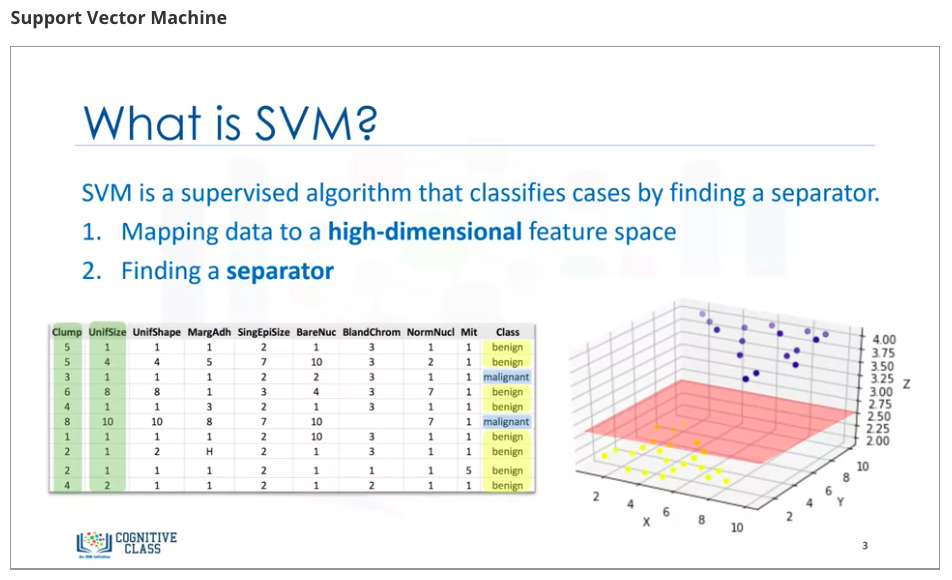 Support Vector Machine
What is SVM?
SVM is a supervised algorithm that classifies cases by finding a separator.
1. Mapping data to a high-dimensional feature space
2. Finding a separator
Clump UnifSize UnifShape MargAdh SingEpiSize BareNuc BlandChrom NormNucl Mit Class
5 1 1 1 2 1 3 1 1 benign
5 4 4 5 7 10 3 2 1 benign
3 1 1 1 2 2 3 1 1 malignant
6 8 8 1 3 4 3 7 1 benign
4 1 1 3 2 1 3 1 1 benign
8 10 10 8 7 10 7 1 malignant
1 1 1 1 2 10 3 1 1 benign
2 1 2 H 2 1 3 1 1 benign
2 1 1 1 2 1 1 1 5 benign
4 2 1 1 2 1 2 1 1 benign
4.00
3.75
3.50
3.25
3.00
2.75
2.50
2.25
2.00
Z
2 4 6 8 10
X
2 4 6 8 10
Y
COGNITIVE
CLASS
An IBM Initiative
3